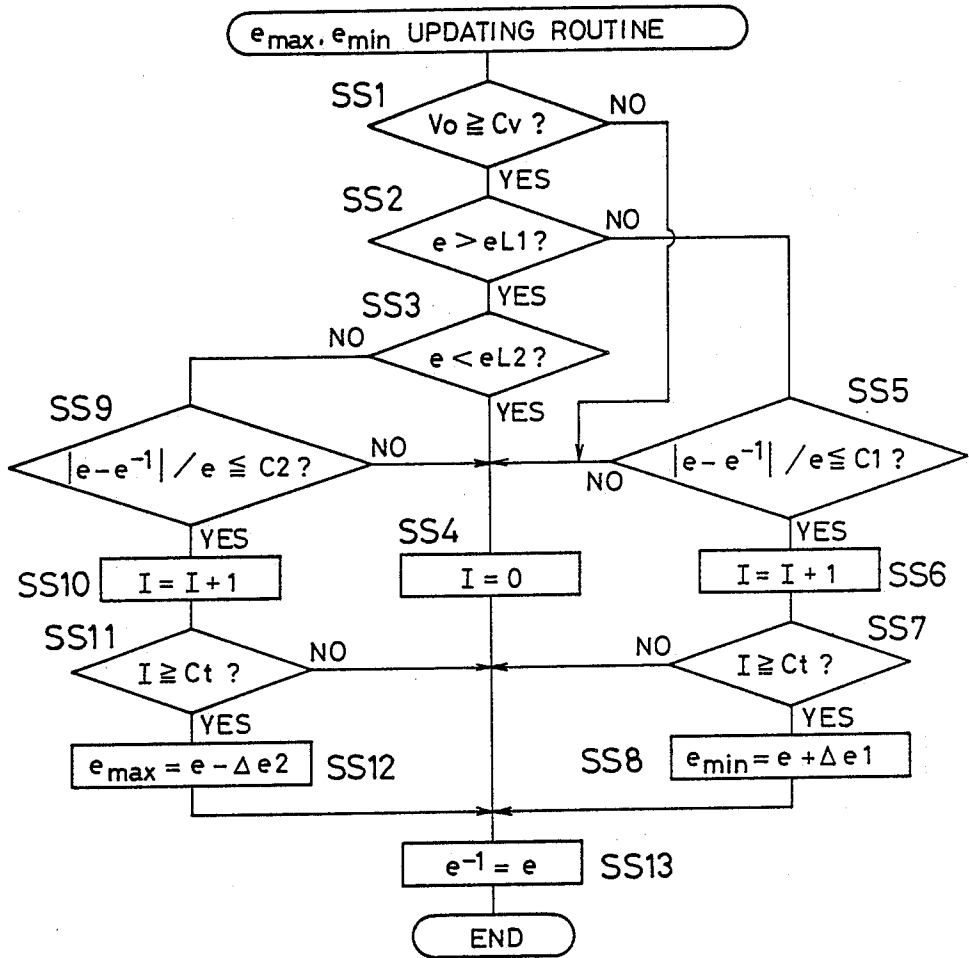 e max, e min UPDATING ROUTINE
SS1
Vo ≧ Cv ?
NO
YES
SS2
e > eL1?
NO
YES
SS3
e < eL2?
NO
YES
SS9
|e-e⁻¹| / e ≦ C2?
NO
YES
SS5
|e-e⁻¹| / e ≦ C1?
NO
YES
SS4
I = 0
SS10
I = I + 1
I = I + 1
SS6
SS11
I ≧ Ct ?
NO
YES
SS7
I ≧ Ct ?
NO
YES
e max = e - Δe2
SS12
SS8
e min = e + Δe1
e⁻¹ = e
SS13
END